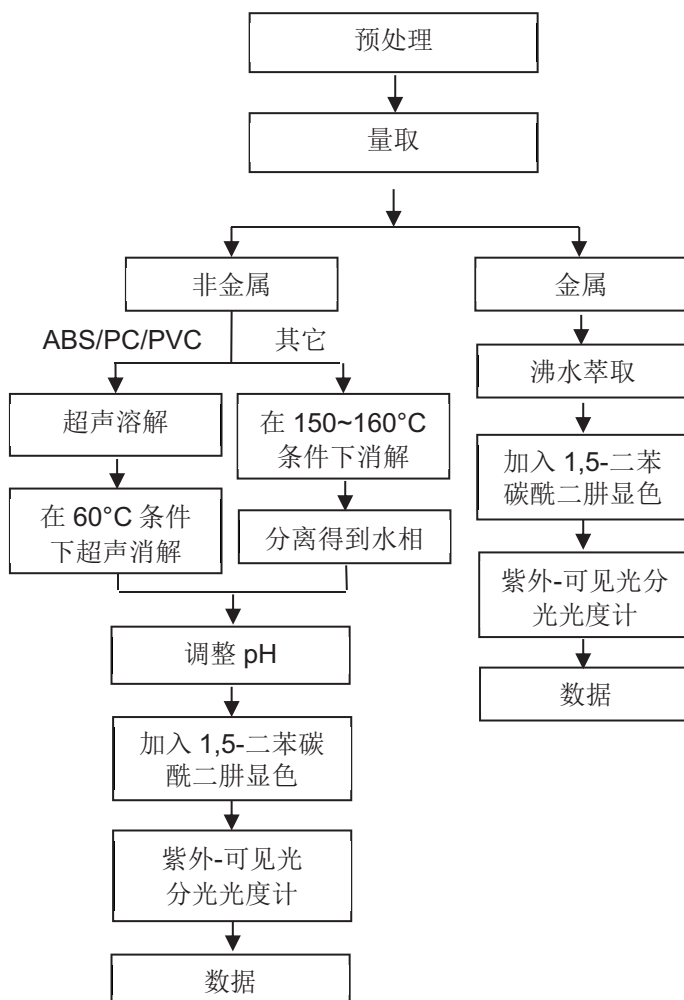 预处理
量取
非金属
金属
ABS/PC/PVC
其它
沸水萃取
超声溶解
在 150~160°C
条件下消解
加入 1,5-二苯
碳酰二肼显色
在 60°C 条件
下超声消解
分离得到水相
紫外-可见光分
光光度计
调整 pH
数据
加入 1,5-二苯碳
酰二肼显色
紫外-可见光
分光光度计
数据